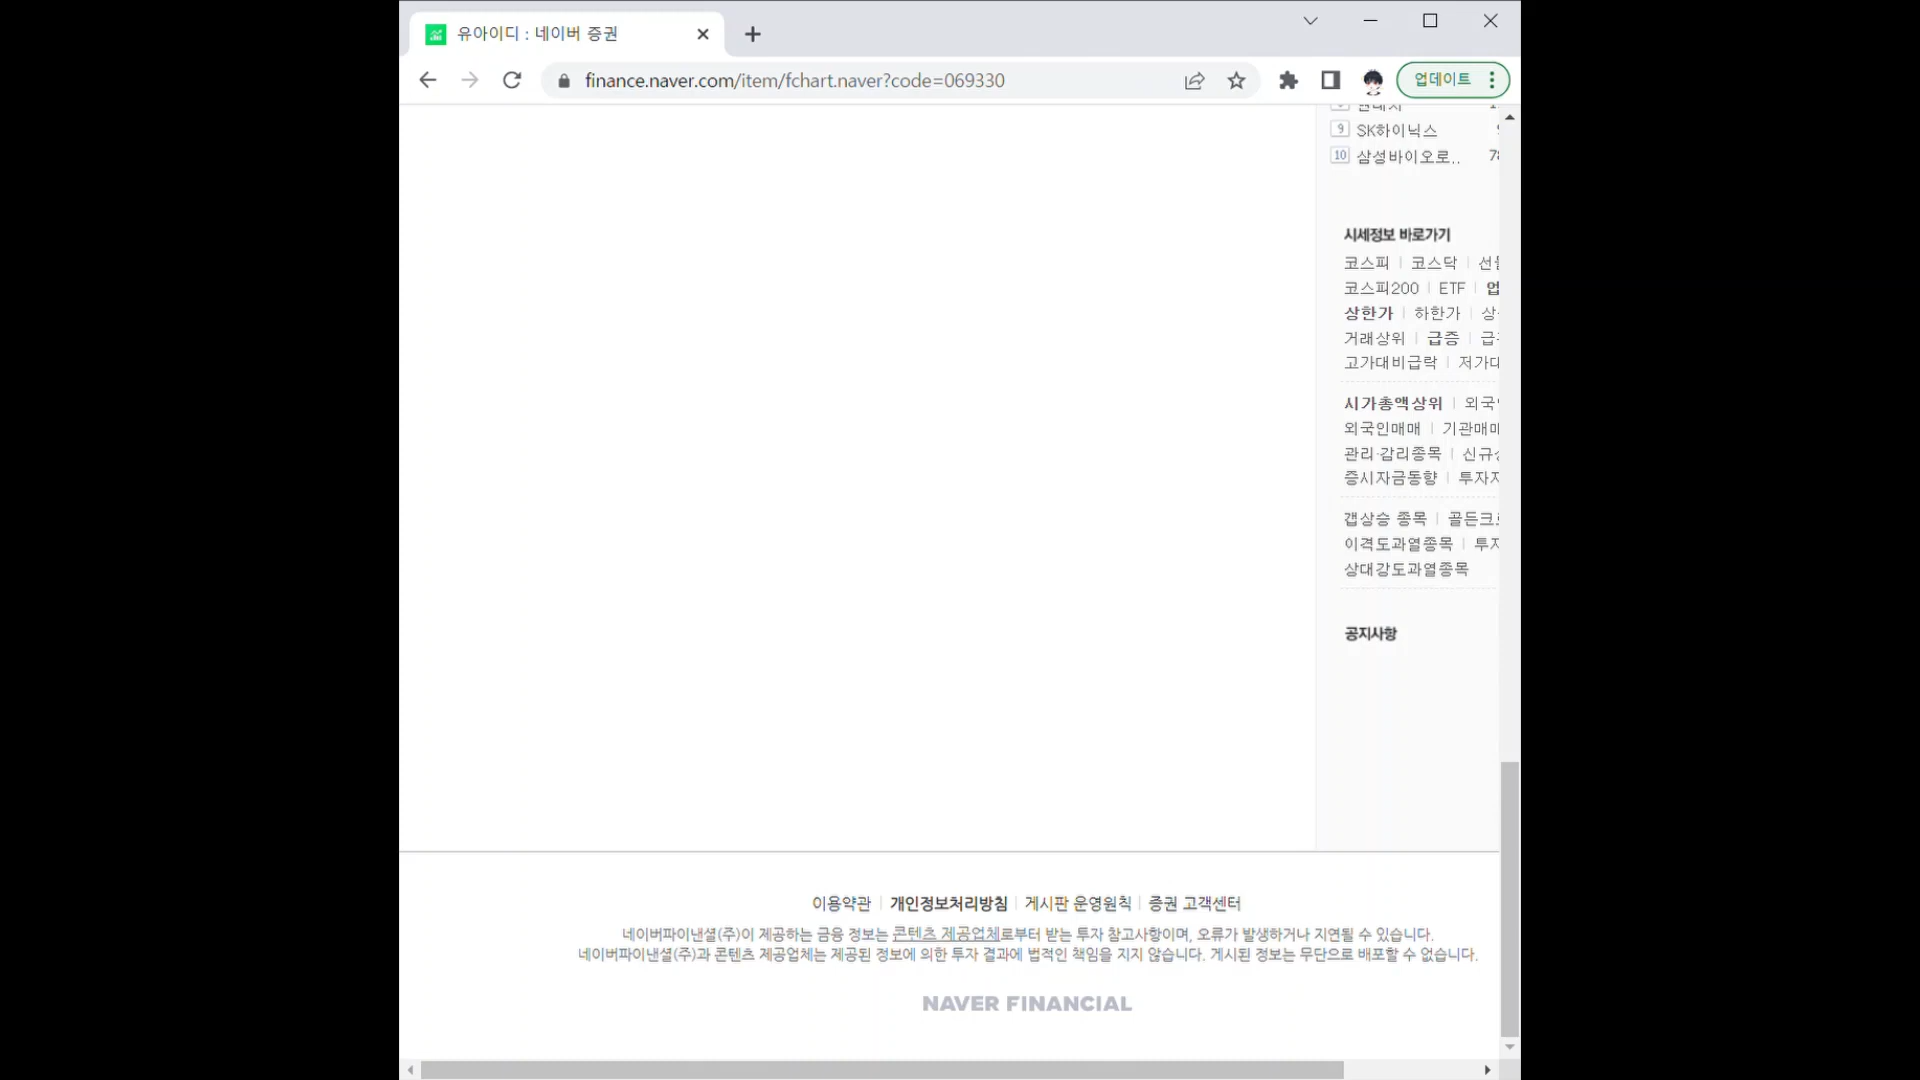 유아이디 : 네이버 증권
finance.naver.com/item/fchart.naver?code=069330
업데이트
9 SK하이닉스
10 삼성바이오로..
시세정보 바로가기
코스피 | 코스닥
코스피200 | ETF
상한가 | 하한가
거래상위 | 급증
고가대비급락
시가총액상위
외국인매매
관리·감리종목
증시자금동향
갭상승 종목
이격도과열종목
상대강도과열종목
공지사항
이용약관 | 개인정보처리방침 | 게시판 운영원칙 | 증권 고객센터
네이버파이낸셜(주)이 제공하는 금융 정보는 콘텐츠 제공업체로부터 받는 투자 참고사항이며, 오류가 발생하거나 지연될 수 있습니다.
네이버파이낸셜(주)과 콘텐츠 제공업체는 제공된 정보에 의한 투자 결과에 법적인 책임을 지지 않습니다. 게시된 정보는 무단으로 배포할 수 없습니다.
NAVER FINANCIAL